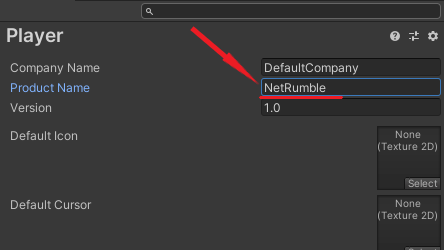 Player
Company Name DefaultCompany
Product Name NetRumble
Version 1.0
Default Icon
None
(Texture 2D)
Select
Default Cursor
None
(Texture 2D)
Select